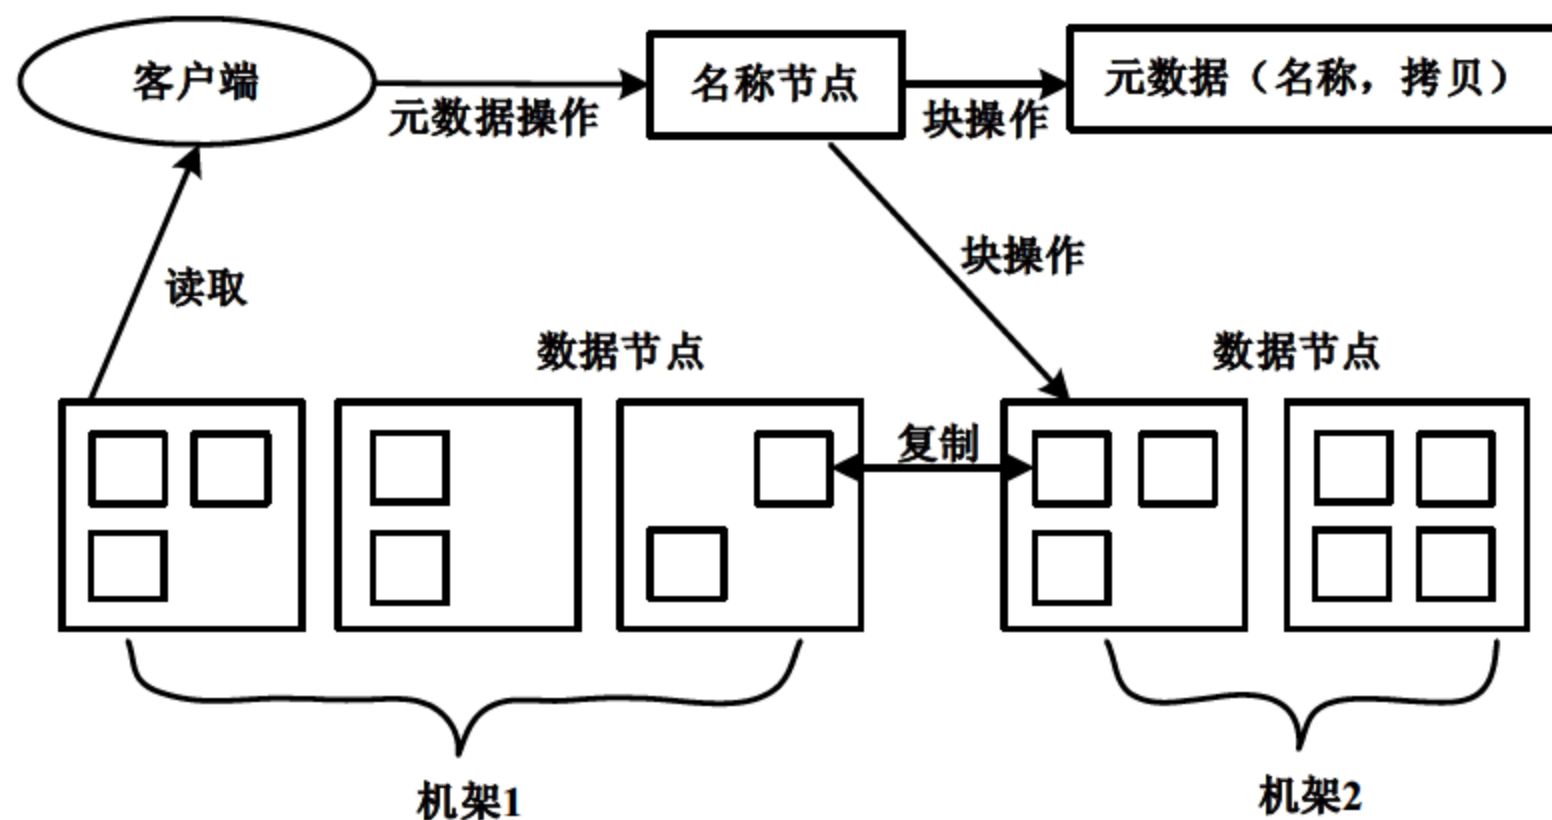 客户端
名称节点
元数据（名称，拷贝）
元数据操作
块操作
块操作
读取
数据节点
数据节点
复制
机架1
机架2